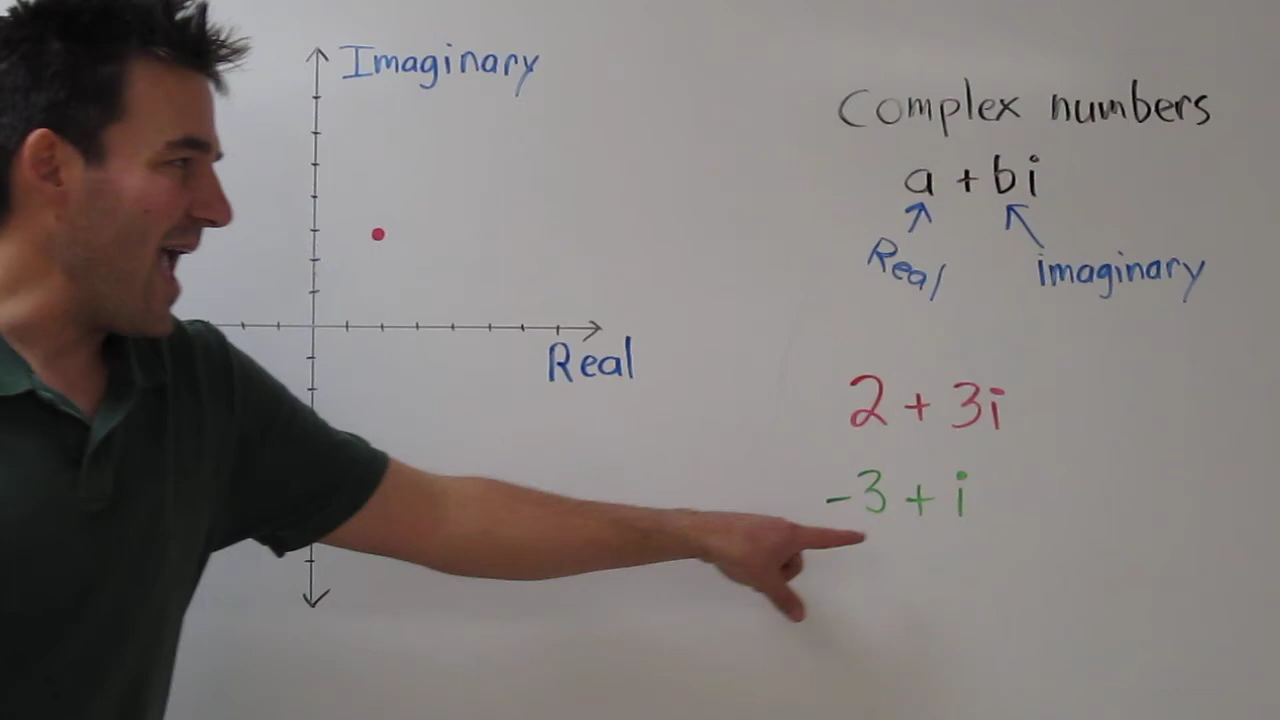 Imaginary
Real
Complex numbers
a + bi
Real
imaginary
2 + 3i
-3 + i